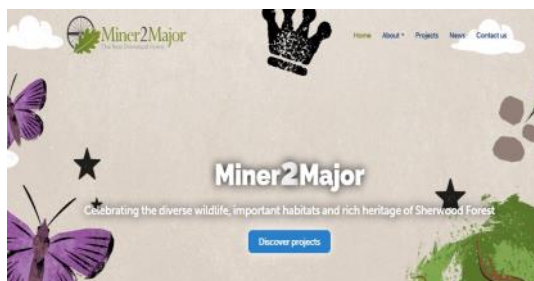 Miner2Major
The Real Sherwood Forest
Home About Projects News Contact us
Miner2Major
Celebrating the diverse wildlife, important habitats and rich heritage of Sherwood Forest
Discover projects